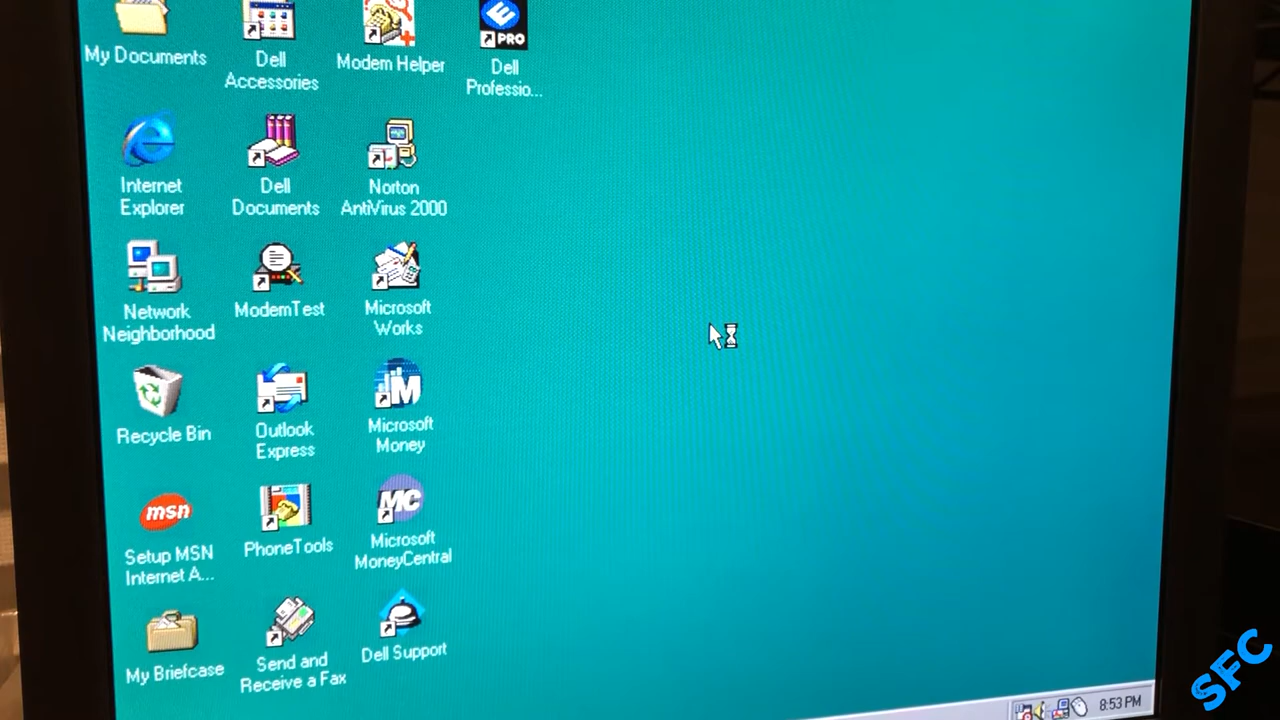 My Documents
Dell
Accessories
Modem Helper
PRO
Dell
Professio...
Internet
Explorer
Dell
Documents
Norton
AntiVirus 2000
Network
Neighborhood
ModemTest
Microsoft
Works
Recycle Bin
Outlook
Express
M
Microsoft
Money
msn
Setup MSN
Internet A...
PhoneTools
MC
Microsoft
MoneyCentral
My Briefcase
Send and
Receive a Fax
Dell Support
8:53 PM
SFC